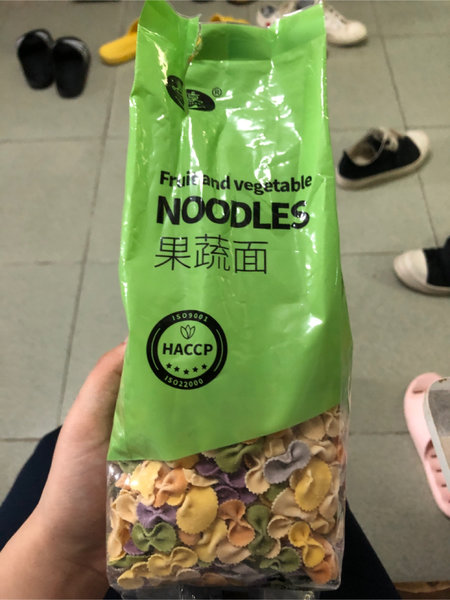 ®
Fruit and vegetable
NOODLES
果蔬面
ISO9001
HACCP
ISO22000